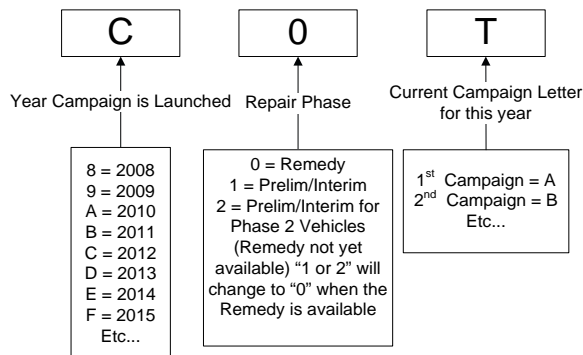 C
0
T
Year Campaign is Launched
Repair Phase
Current Campaign Letter
for this year
8 = 2008
9 = 2009
A = 2010
B = 2011
C = 2012
D = 2013
E = 2014
F = 2015
Etc...
0 = Remedy
1 = Prelim/Interim
2 = Prelim/Interim for
Phase 2 Vehicles
(Remedy not yet
available) “1 or 2” will
change to “0” when the
Remedy is available
1st Campaign = A
2nd Campaign = B
Etc...